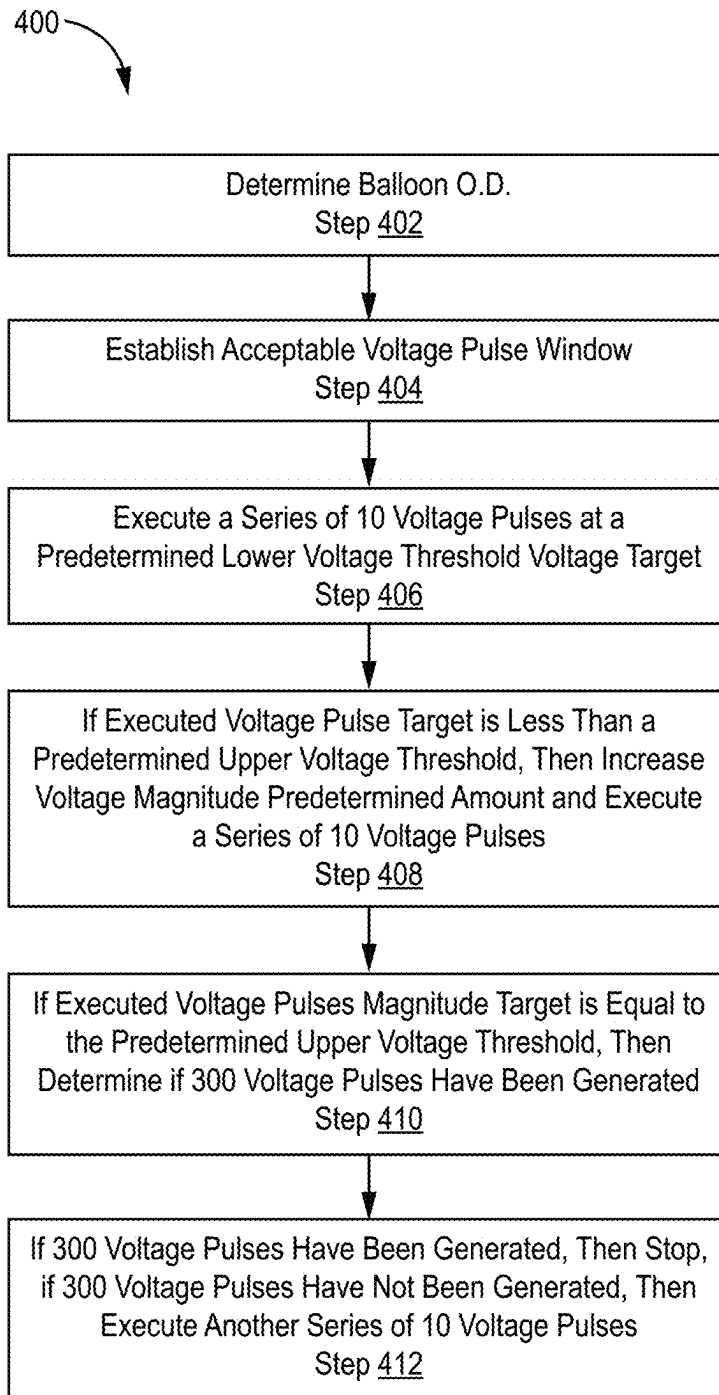 400
Determine Balloon O.D.
Step 402
Establish Acceptable Voltage Pulse Window
Step 404
Execute a Series of 10 Voltage Pulses at a
Predetermined Lower Voltage Threshold Voltage Target
Step 406
If Executed Voltage Pulse Target is Less Than a
Predetermined Upper Voltage Threshold, Then Increase
Voltage Magnitude Predetermined Amount and Execute
a Series of 10 Voltage Pulses
Step 408
If Executed Voltage Pulses Magnitude Target is Equal to
the Predetermined Upper Voltage Threshold, Then
Determine if 300 Voltage Pulses Have Been Generated
Step 410
If 300 Voltage Pulses Have Been Generated, Then Stop,
if 300 Voltage Pulses Have Not Been Generated, Then
Execute Another Series of 10 Voltage Pulses
Step 412